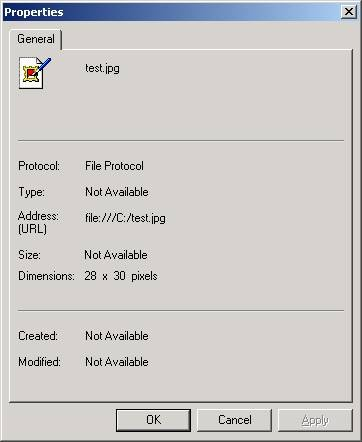 Properties
General
test.jpg
Protocol: File Protocol
Type: Not Available
Address: file:///C:/test.jpg
(URL)
Size: Not Available
Dimensions: 28 x 30 pixels
Created: Not Available
Modified: Not Available
OK Cancel Apply